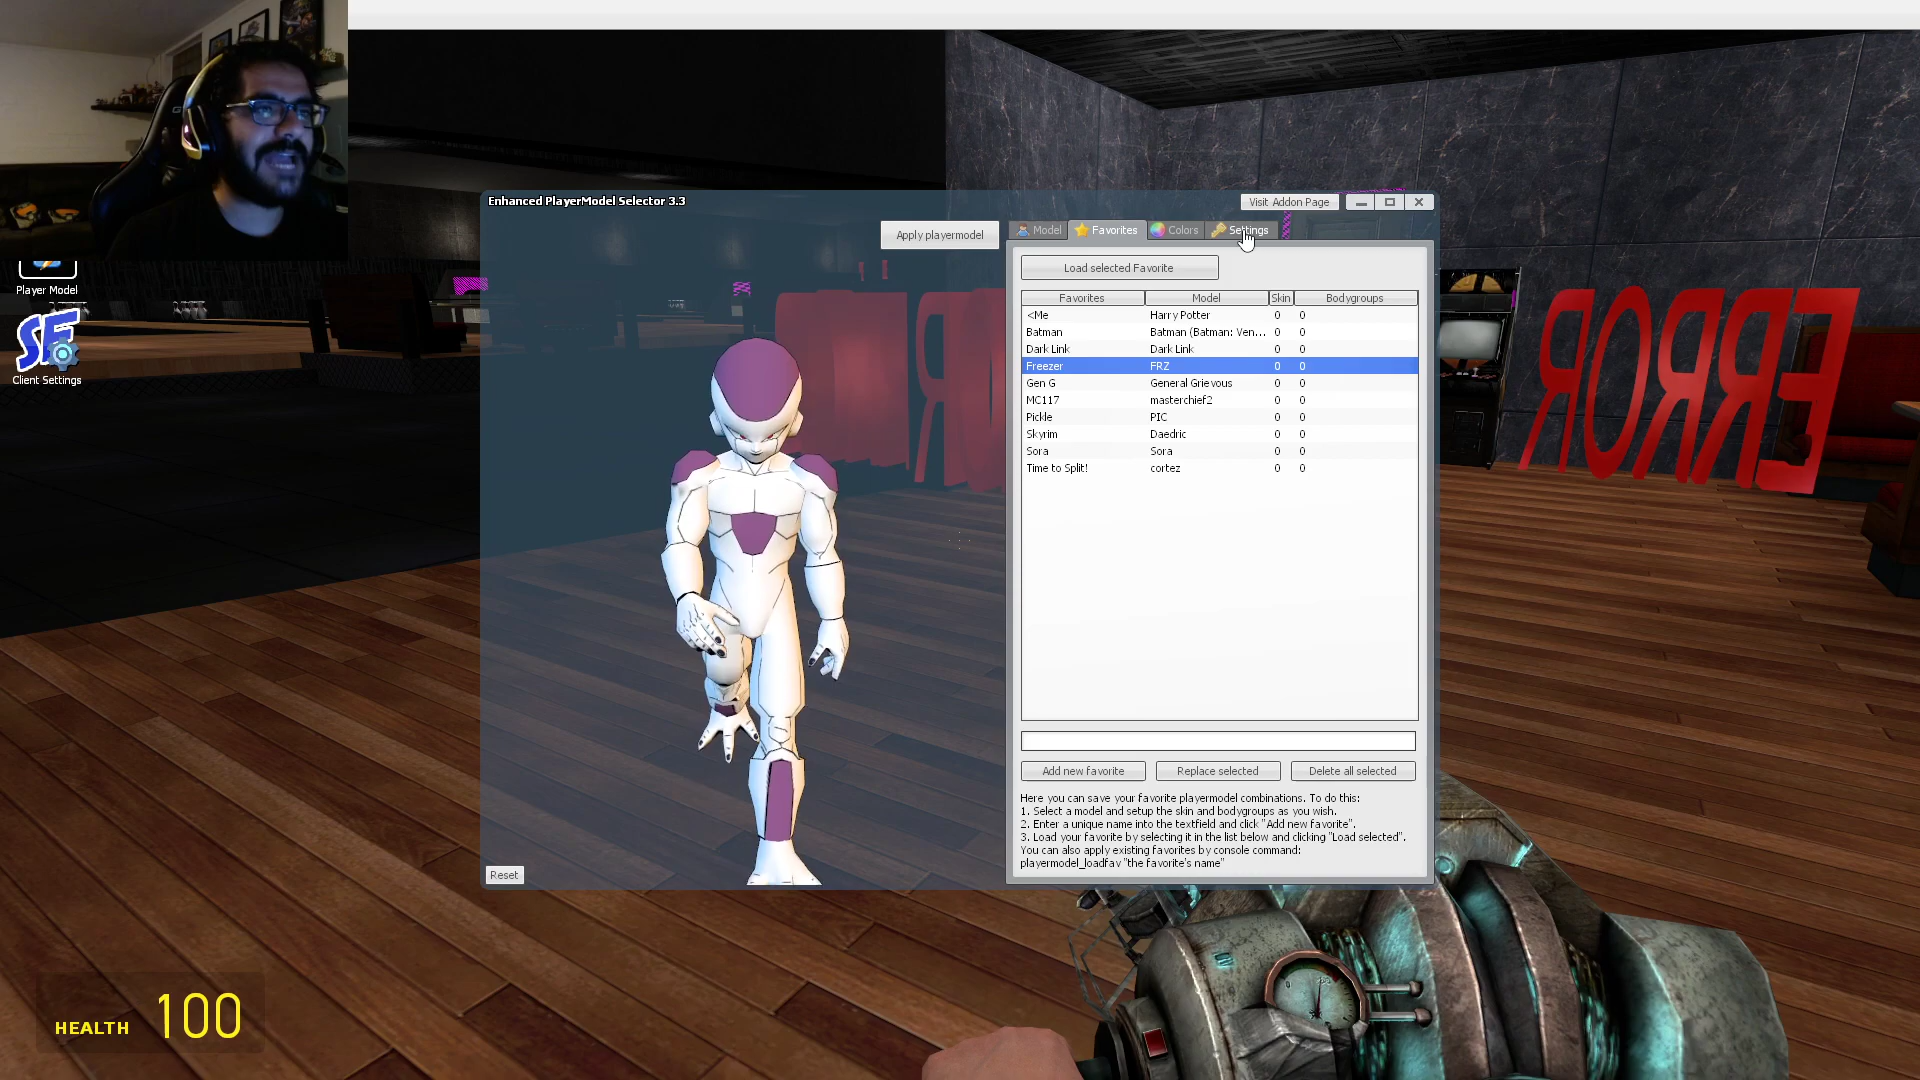 Enhanced PlayerModel Selector 3.3
Visit Addon Page
Apply playermodel
Model
Favorites
Colors
Settings
Load selected Favorite
Favorites Model Skin Bodygroups
<Me Harry Potter 0 0
Batman Batman (Batman: Ven... 0 0
Dark Link Dark Link 0 0
Freezer FRZ 0 0
Gen G General Grievous 0 0
MC117 masterchief2 0 0
Pickle PIC 0 0
Skyrim Daedric 0 0
Sora Sora 0 0
Time to Split! cortez 0 0
Add new favorite
Replace selected
Delete all selected
Here you can save your favorite playermodel combinations. To do this:
1. Select a model and setup the skin and bodygroups as you wish.
2. Enter a unique name into the textfield and click "Add new favorite".
3. Load your favorite by selecting it in the list below and clicking "Load selected".
You can also apply existing favorites by console command:
playermodel_loadfav "the favorite's name"
Reset
Player Model
SF
Client Settings
ERROR
HEALTH 100